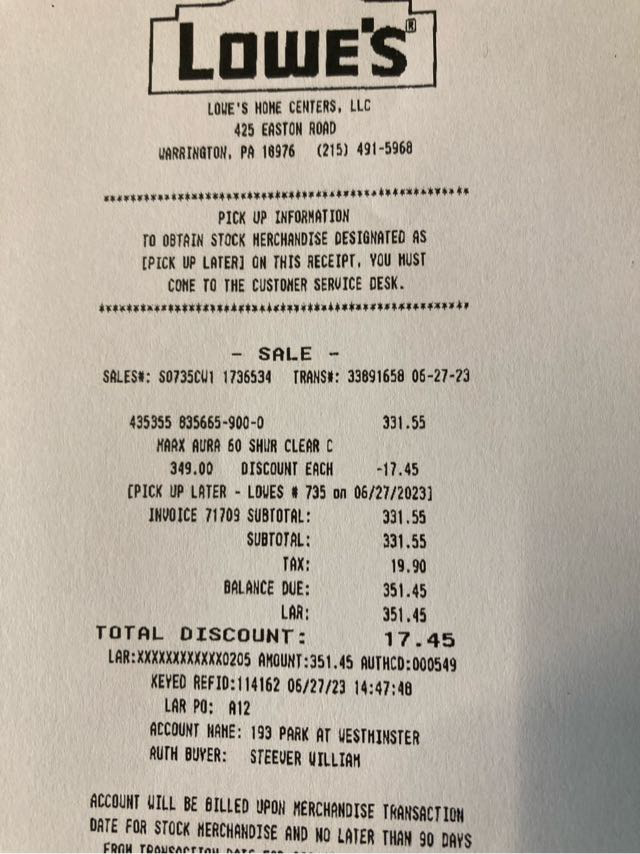 LOWE'S®
LOWE'S HOME CENTERS, LLC
425 EASTON ROAD
WARRINGTON, PA 18976 (215) 491-5968
****************************************************
PICK UP INFORMATION
TO OBTAIN STOCK MERCHANDISE DESIGNATED AS
[PICK UP LATER] ON THIS RECEIPT, YOU MUST
COME TO THE CUSTOMER SERVICE DESK.
****************************************************
- SALE -
SALES#: S0735CW1 1736534 TRANS#: 33891658 06-27-23
435355 835665-900-0 331.55
MAAX AURA 60 SHWR CLEAR C
349.00 DISCOUNT EACH -17.45
[PICK UP LATER - LOWES # 735 on 06/27/2023]
INVOICE 71709 SUBTOTAL: 331.55
SUBTOTAL: 331.55
TAX: 19.90
BALANCE DUE: 351.45
LAR: 351.45
TOTAL DISCOUNT: 17.45
LAR:XXXXXXXXXXXX0205 AMOUNT:351.45 AUTHCD:000549
KEYED REFID:114162 06/27/23 14:47:48
LAR PO: A12
ACCOUNT NAME: 193 PARK AT WESTMINSTER
AUTH BUYER: STEEVER WILLIAM
ACCOUNT WILL BE BILLED UPON MERCHANDISE TRANSACTION
DATE FOR STOCK MERCHANDISE AND NO LATER THAN 90 DAYS
FROM TRANSACTION DATE FOR